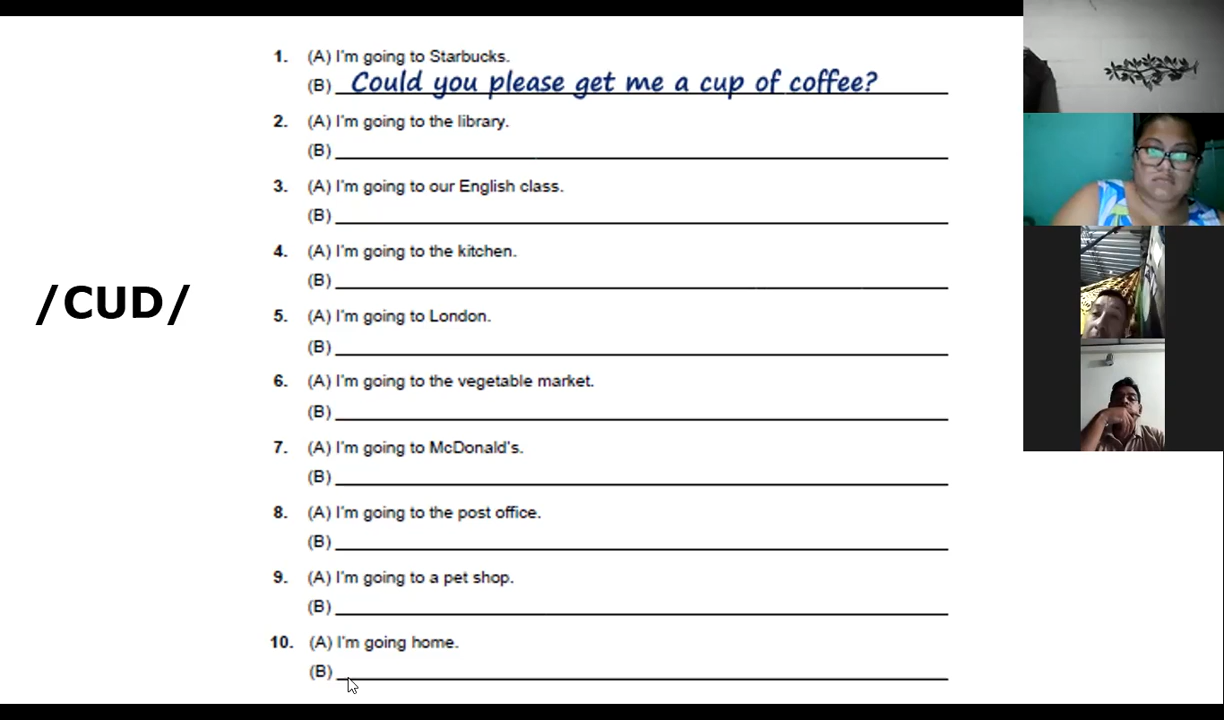 1. (A) I'm going to Starbucks.
(B) Could you please get me a cup of coffee?
2. (A) I'm going to the library.
(B)
3. (A) I'm going to our English class.
(B)
4. (A) I'm going to the kitchen.
(B)
/CUD/
5. (A) I'm going to London.
(B)
6. (A) I'm going to the vegetable market.
(B)
7. (A) I'm going to McDonald's.
(B)
8. (A) I'm going to the post office.
(B)
9. (A) I'm going to a pet shop.
(B)
10. (A) I'm going home.
(B)